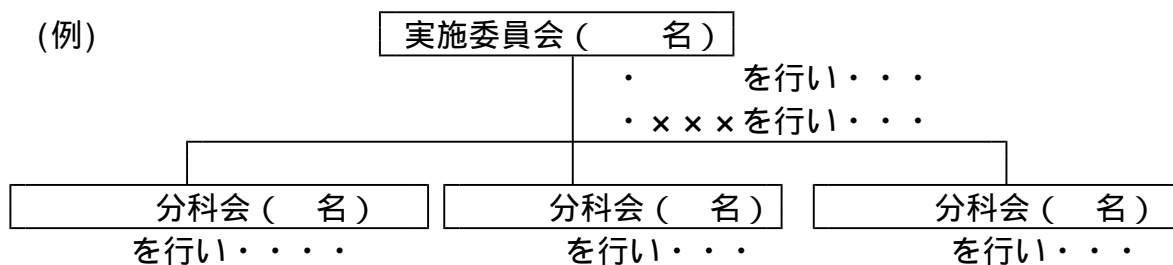 (例) 実施委員会（　　名）
・　　　を行い・・・
・×××を行い・・・
分科会（　名） 分科会（　名） 分科会（　名）
を行い・・・・ を行い・・・ を行い・・・